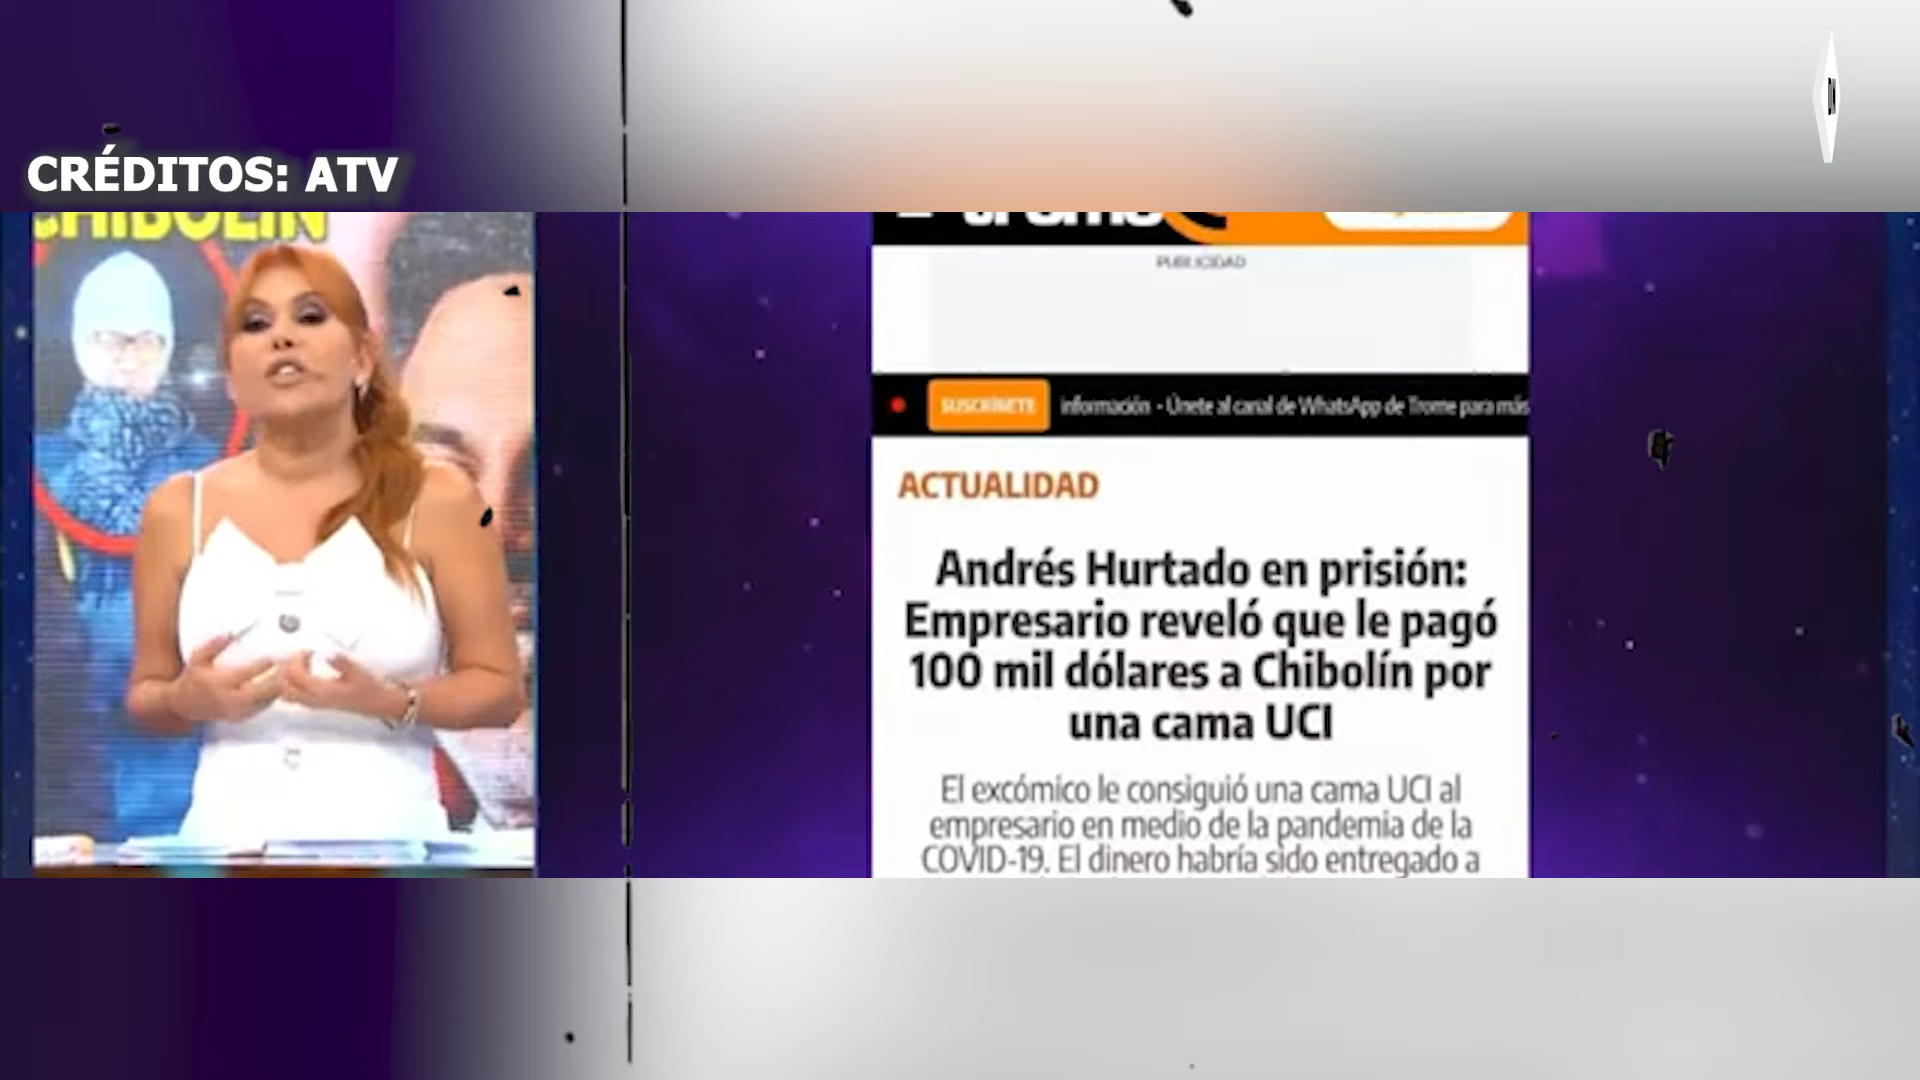 CRÉDITOS: ATV
CHIBOLÍN
trome
PUBLICIDAD
SUSCRÍBETE
información - Únete al canal de WhatsApp de Trome para más
ACTUALIDAD
Andrés Hurtado en prisión:
Empresario reveló que le pagó
100 mil dólares a Chibolín por
una cama UCI
El excómico le consiguió una cama UCI al
empresario en medio de la pandemia de la
COVID-19. El dinero habría sido entregado a